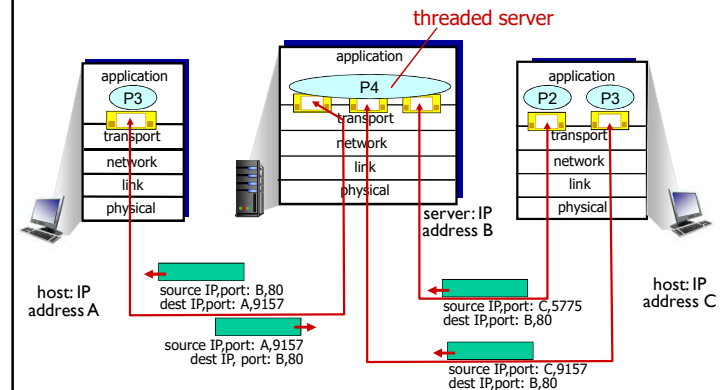 threaded server
application
P3
transport
network
link
physical
application
P4
transport
network
link
physical
application
P2
P3
transport
network
link
physical
server: IP
address B
host: IP
address A
source IP,port: B,80
dest IP,port: A,9157
source IP,port: A,9157
dest IP, port: B,80
source IP,port: C,5775
dest IP,port: B,80
source IP,port: C,9157
dest IP,port: B,80
host: IP
address C